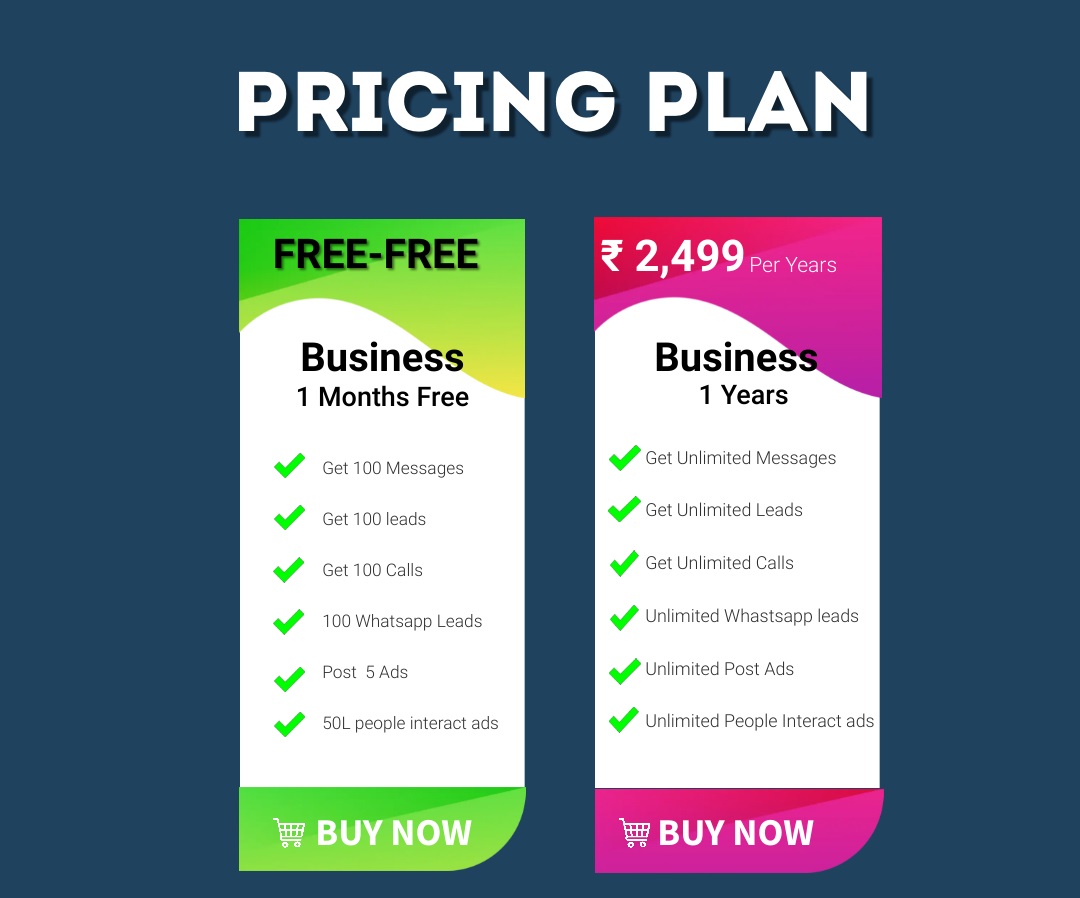 PRICING PLAN
FREE-FREE
Business
1 Months Free
Get 100 Messages
Get 100 leads
Get 100 Calls
100 Whatsapp Leads
Post  5 Ads
50L people interact ads
BUY NOW
₹ 2,499 Per Years
Business
1 Years
Get Unlimited Messages
Get Unlimited Leads
Get Unlimited Calls
Unlimited Whastsapp leads
Unlimited Post Ads
Unlimited People Interact ads
BUY NOW